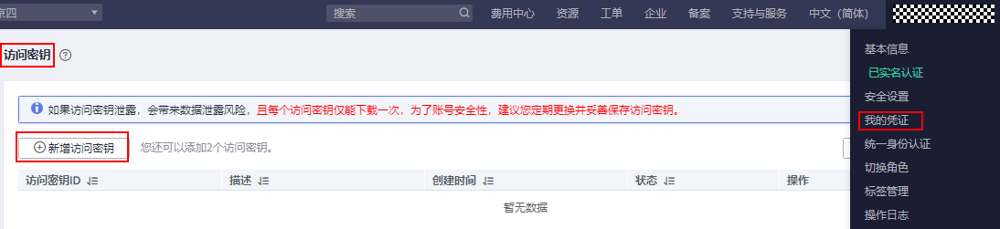 京四
搜索
费用中心 资源 工单 企业 备案 支持与服务 中文（简体）
访问密钥
如果访问密钥泄露，会带来数据泄露风险，且每个访问密钥仅能下载一次，为了账号安全性，建议您定期更换并妥善保存访问密钥。
新增访问密钥 您还可以添加2个访问密钥。
访问密钥ID 描述 创建时间 状态 操作
暂无数据
基本信息
已实名认证
安全设置
我的凭证
统一身份认证
切换角色
标签管理
操作日志